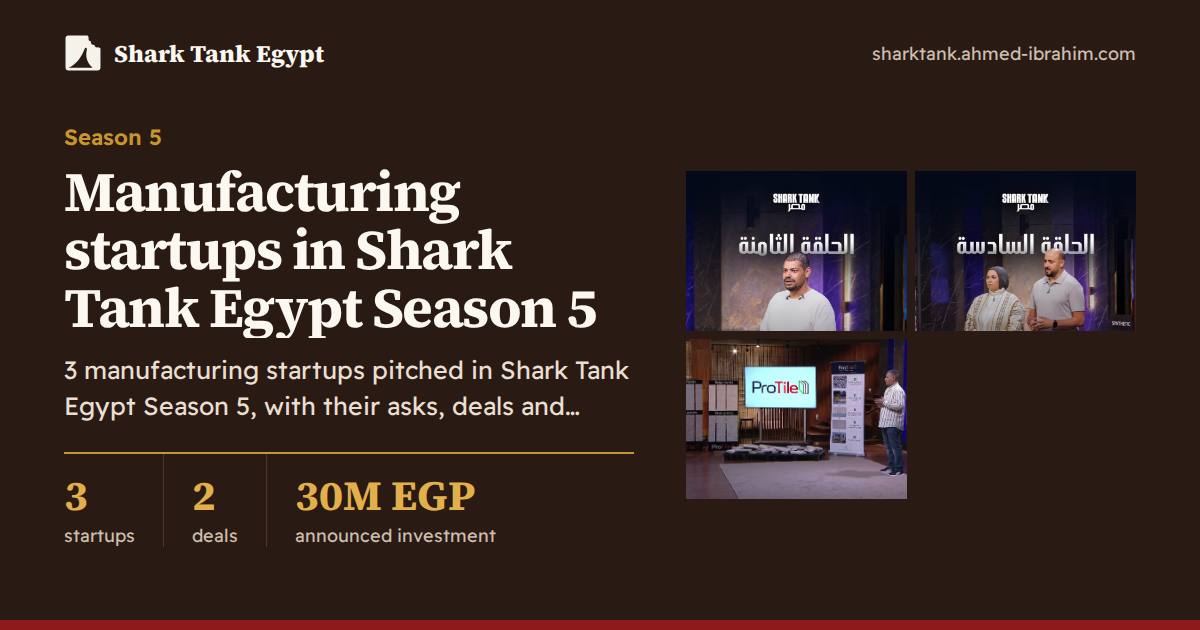 Shark Tank Egypt
sharktank.ahmed-ibrahim.com
Season 5
Manufacturing
startups in Shark
Tank Egypt Season 5
3 manufacturing startups pitched in Shark Tank
Egypt Season 5, with their asks, deals and…
3
startups
2
deals
30M EGP
announced investment
SHARK TANK
مصر
الحلقة الثامنة
SHARK TANK
مصر
الحلقة السادسة
SYNTHETIC
ProTile